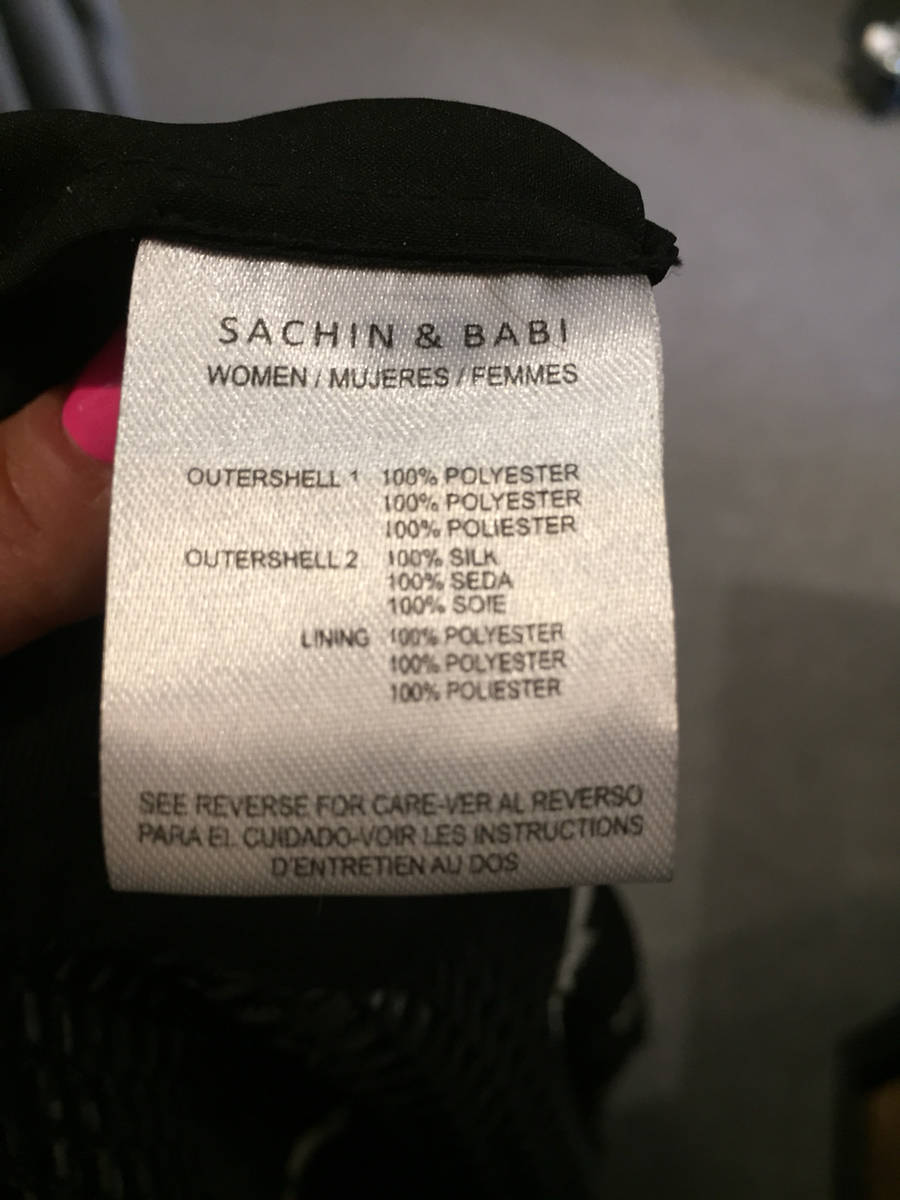 SACHIN & BABI
WOMEN / MUJERES / FEMMES
OUTERSHELL 1 100% POLYESTER
100% POLYESTER
100% POLIESTER
OUTERSHELL 2 100% SILK
100% SEDA
100% SOIE
LINING 100% POLYESTER
100% POLYESTER
100% POLIESTER
SEE REVERSE FOR CARE-VER AL REVERSO
PARA EL CUIDADO-VOIR LES INSTRUCTIONS
D'ENTRETIEN AU DOS